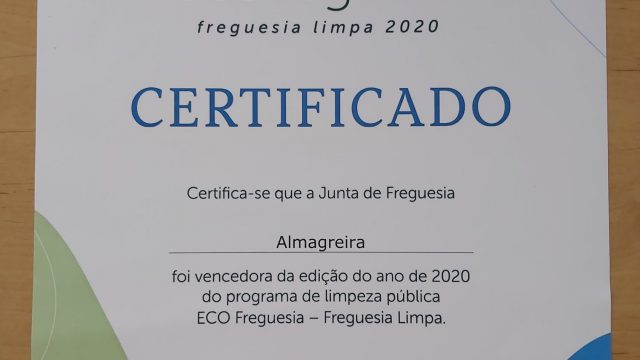 freguesia limpa 2020
CERTIFICADO
Certifica-se que a Junta de Freguesia
Almagreira
foi vencedora da edição do ano de 2020
do programa de limpeza pública
ECO Freguesia – Freguesia Limpa.